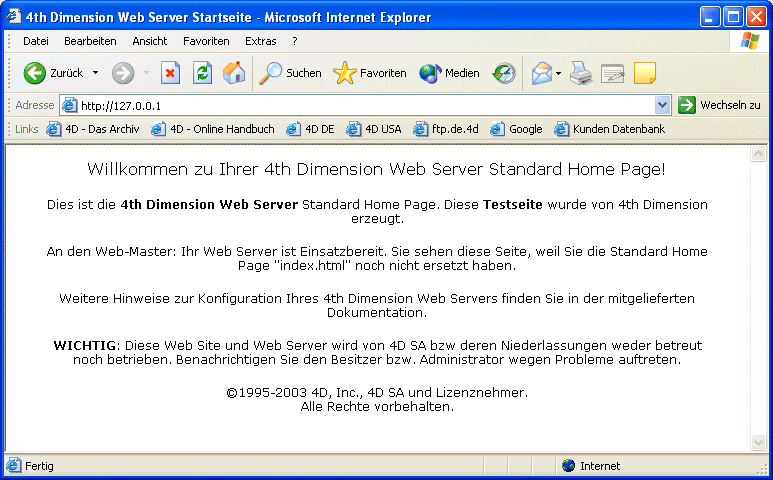 4th Dimension Web Server Startseite - Microsoft Internet Explorer
Datei Bearbeiten Ansicht Favoriten Extras ?
Zurück Suchen Favoriten Medien
Adresse http://127.0.0.1 Wechseln zu
Links 4D - Das Archiv 4D - Online Handbuch 4D DE 4D USA ftp.de.4d Google Kunden Datenbank
Willkommen zu Ihrer 4th Dimension Web Server Standard Home Page!
Dies ist die 4th Dimension Web Server Standard Home Page. Diese Testseite wurde von 4th Dimension
erzeugt.
An den Web-Master: Ihr Web Server ist Einsatzbereit. Sie sehen diese Seite, weil Sie die Standard Home
Page "index.html" noch nicht ersetzt haben.
Weitere Hinweise zur Konfiguration Ihres 4th Dimension Web Servers finden Sie in der mitgelieferten
Dokumentation.
WICHTIG: Diese Web Site und Web Server wird von 4D SA bzw deren Niederlassungen weder betreut
noch betrieben. Benachrichtigen Sie den Besitzer bzw. Administrator wegen Probleme auftreten.
©1995-2003 4D, Inc., 4D SA und Lizenznehmer.
Alle Rechte vorbehalten.
Fertig Internet